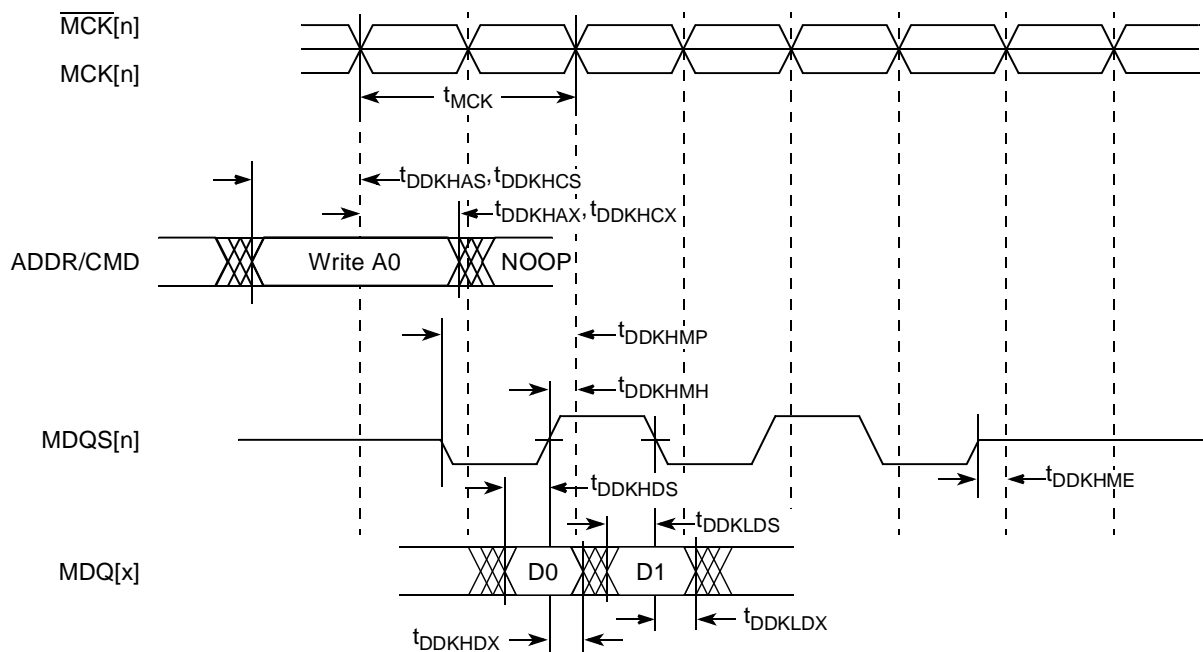 MCK[n]
MCK[n]
tMCK
tDDKHAS,tDDKHCS
tDDKHAX,tDDKHCX
ADDR/CMD
Write A0
NOOP
tDDKHMP
tDDKHMH
MDQS[n]
tDDKHDS
tDDKHME
tDDKLDS
MDQ[x]
D0
D1
tDDKLDX
tDDKHDX